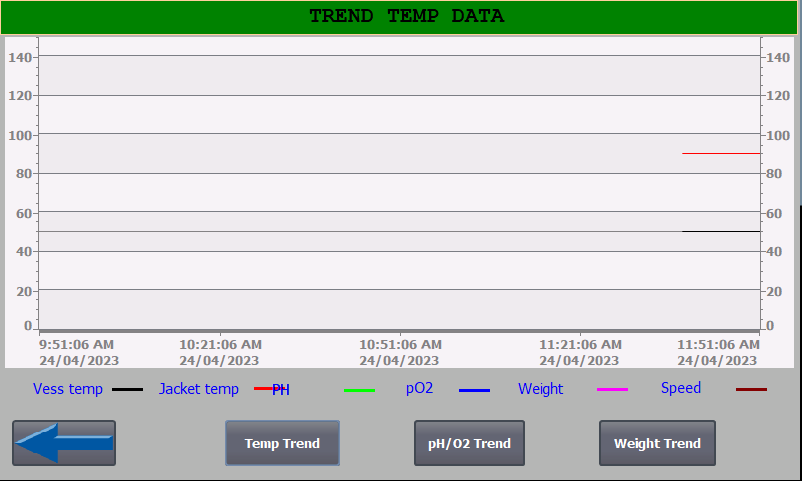 TREND TEMP DATA
140 140
120 120
100 100
80 80
60 60
40 40
20 20
0 0
9:51:06 AM 10:21:06 AM 10:51:06 AM 11:21:06 AM 11:51:06 AM
24/04/2023 24/04/2023 24/04/2023 24/04/2023 24/04/2023
Vess temp Jacket temp PH pO2 Weight Speed
Temp Trend pH/O2 Trend Weight Trend